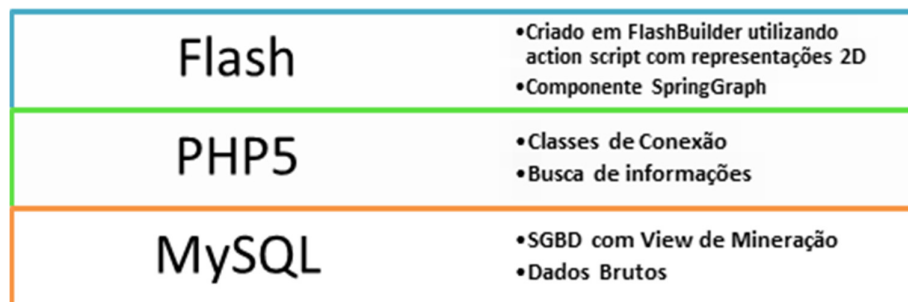 Flash
•Criado em FlashBuilder utilizando
action script com representações 2D
•Componente SpringGraph
PHP5
•Classes de Conexão
•Busca de informações
MySQL
•SGBD com View de Mineração
•Dados Brutos